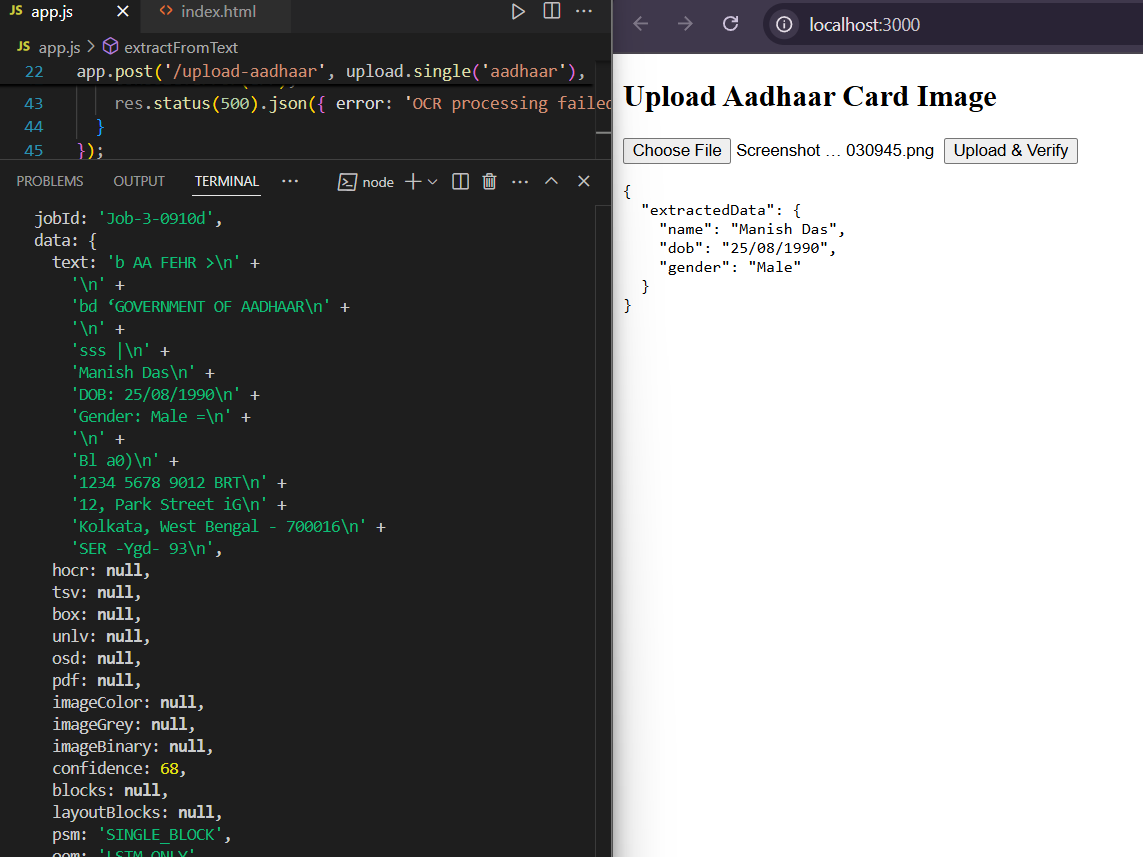 JS app.js × <> index.html ...
JS app.js > extractFromText
22 app.post('/upload-aadhaar', upload.single('aadhaar'),
43 res.status(500).json({ error: 'OCR processing failed
44 }
45 });
PROBLEMS OUTPUT TERMINAL ... node
jobId: 'Job-3-0910d',
data: {
text: 'b AA FEHR >\n' +
'\n' +
'bd ‘GOVERNMENT OF AADHAAR\n' +
'\n' +
'sss |\n' +
'Manish Das\n' +
'DOB: 25/08/1990\n' +
'Gender: Male =\n' +
'\n' +
'Bl a0)\n' +
'1234 5678 9012 BRT\n' +
'12, Park Street iG\n' +
'Kolkata, West Bengal - 700016\n' +
'SER -Ygd- 93\n',
hocr: null,
tsv: null,
box: null,
unlv: null,
osd: null,
pdf: null,
imageColor: null,
imageGrey: null,
imageBinary: null,
confidence: 68,
blocks: null,
layoutBlocks: null,
psm: 'SINGLE_BLOCK',
oem: 'LSTM_ONLY'
localhost:3000
Upload Aadhaar Card Image
Choose File Screenshot ... 030945.png Upload & Verify
{
"extractedData": {
"name": "Manish Das",
"dob": "25/08/1990",
"gender": "Male"
}
}